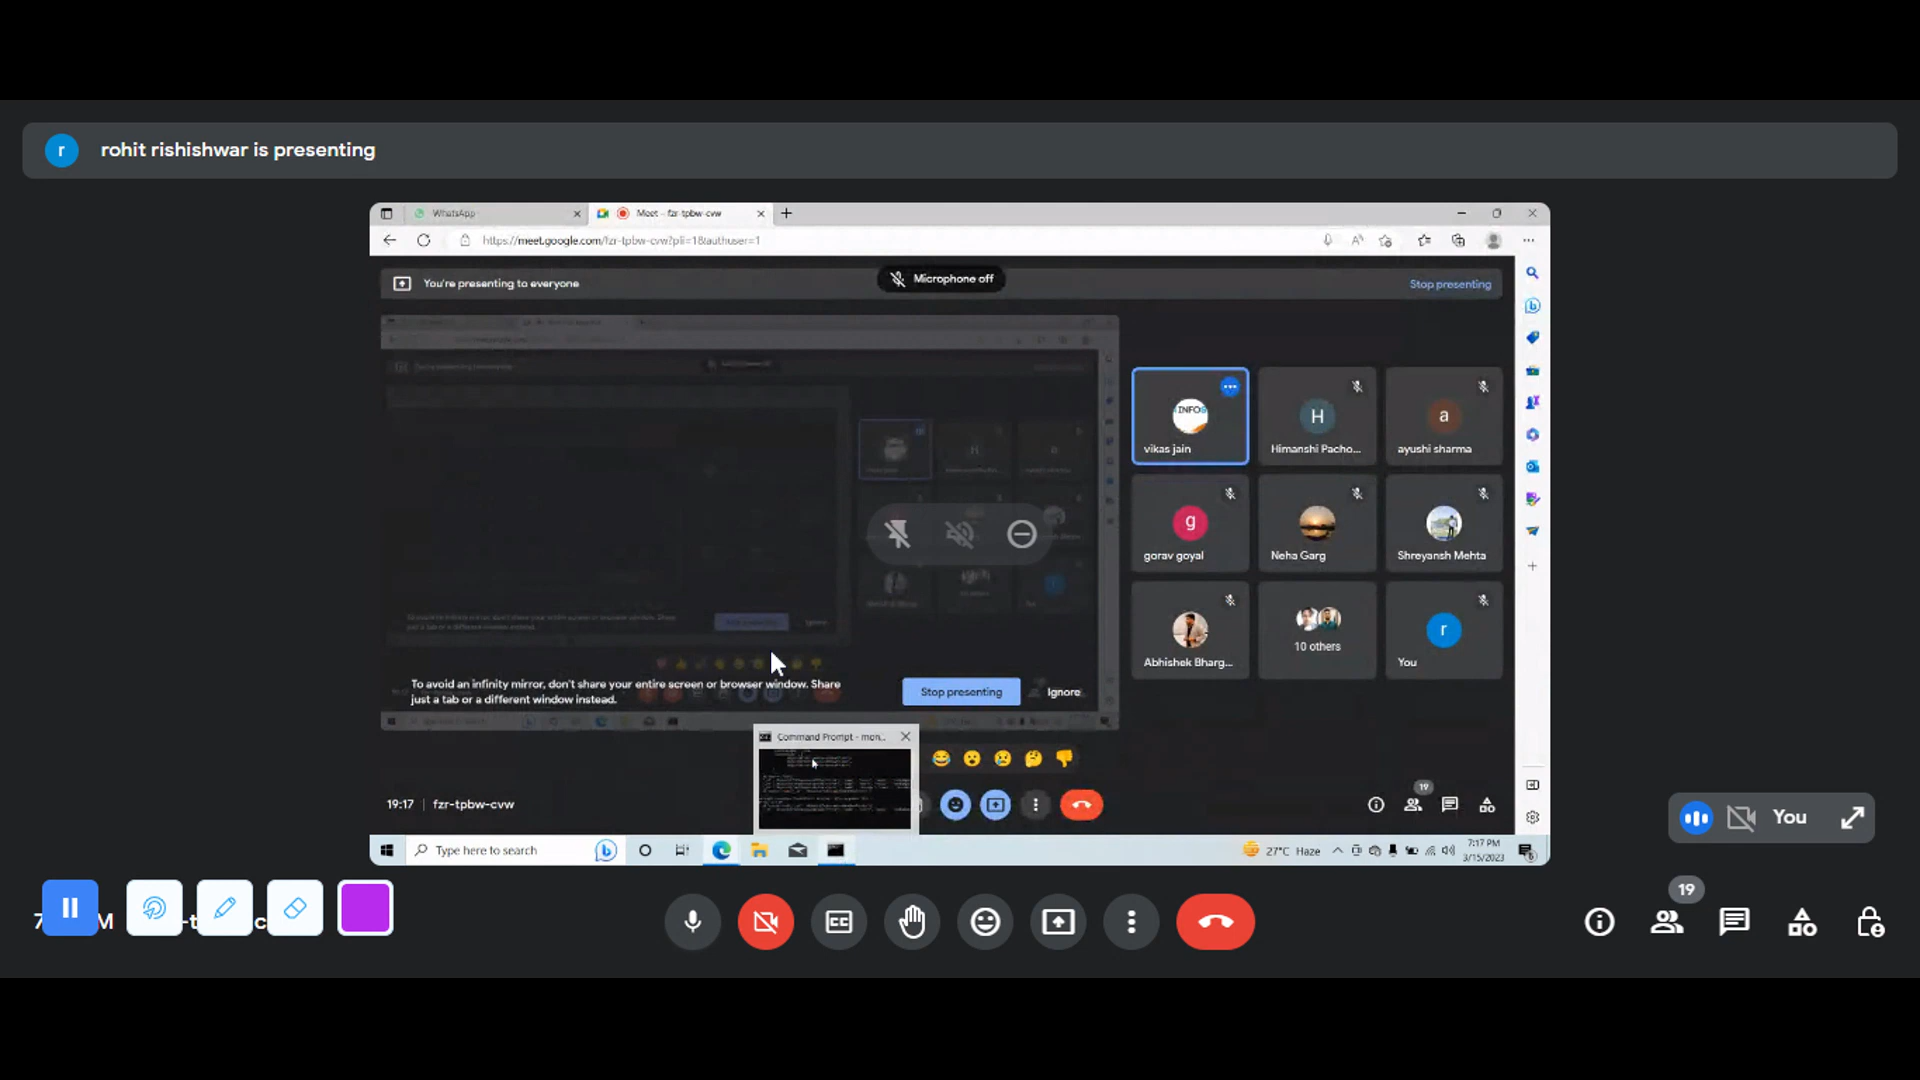 r rohit rishishwar is presenting
WhatsApp
Meet - fzr-tpbw-cvw
https://meet.google.com/fzr-tpbw-cvw?pli=1&authuser=1
You're presenting to everyone
Microphone off
Stop presenting
INFO
vikas jain
H
Himanshi Pacho...
a
ayushi sharma
g
gorav goyal
Neha Garg
Shreyansh Mehta
Abhishek Bharg...
10 others
r
You
To avoid an infinity mirror, don't share your entire screen or browser window. Share
just a tab or a different window instead.
Stop presenting
Ignore
Command Prompt - mon...
19:17 | fzr-tpbw-cvw
19
Type here to search
27°C Haze
7:17 PM
3/15/2023
You
7
M
-t
c
CC
19